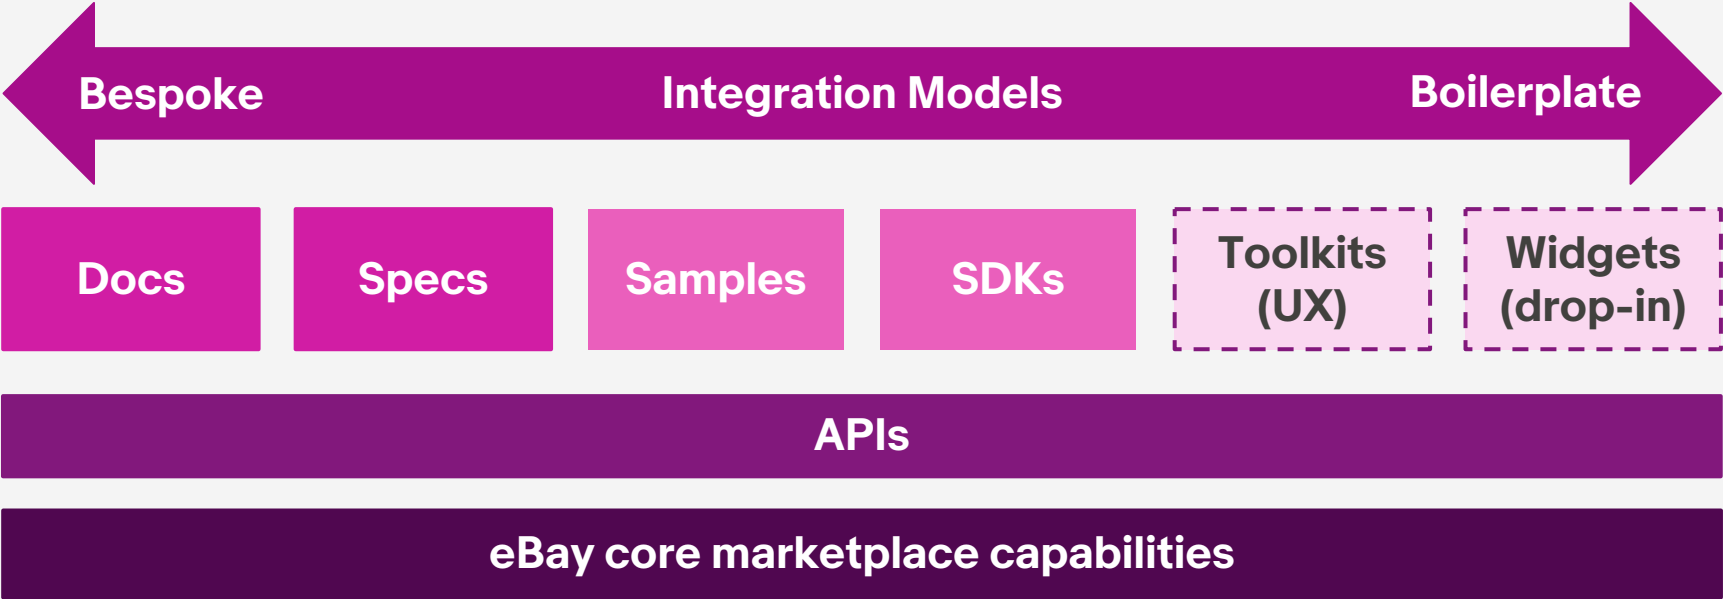 Bespoke
Integration Models
Boilerplate
Docs
Specs
Samples
SDKs
Toolkits
(UX)
Widgets
(drop-in)
APIs
eBay core marketplace capabilities